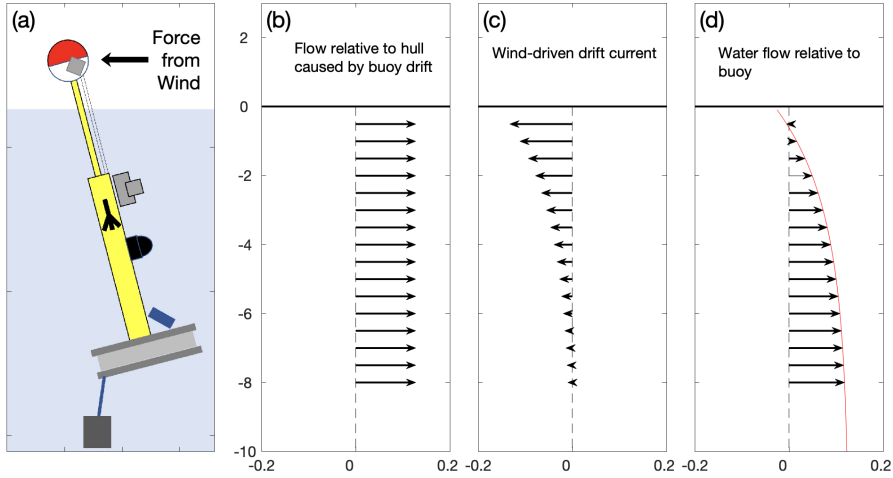 (a)
Force
from
Wind
(b)
Flow relative to hull
caused by buoy drift
(c)
Wind-driven drift current
(d)
Water flow relative to
buoy
2
0
-2
-4
-6
-8
-10
-0.2
0
0.2
-0.2
0
0.2
-0.2
0
0.2